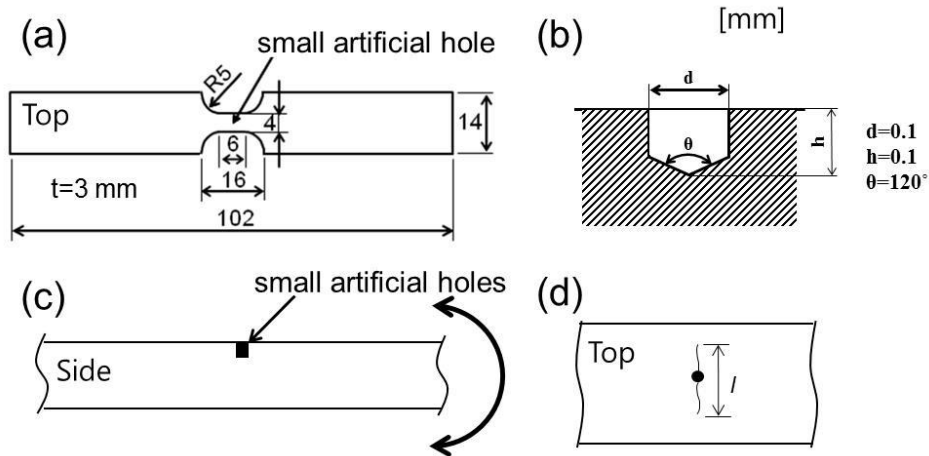 (a)
small artificial hole
R5
Top
4
14
6
t=3 mm
16
102
(b)
[mm]
d
h
θ
d=0.1
h=0.1
θ=120°
(c)
small artificial holes
Side
(d)
Top
l